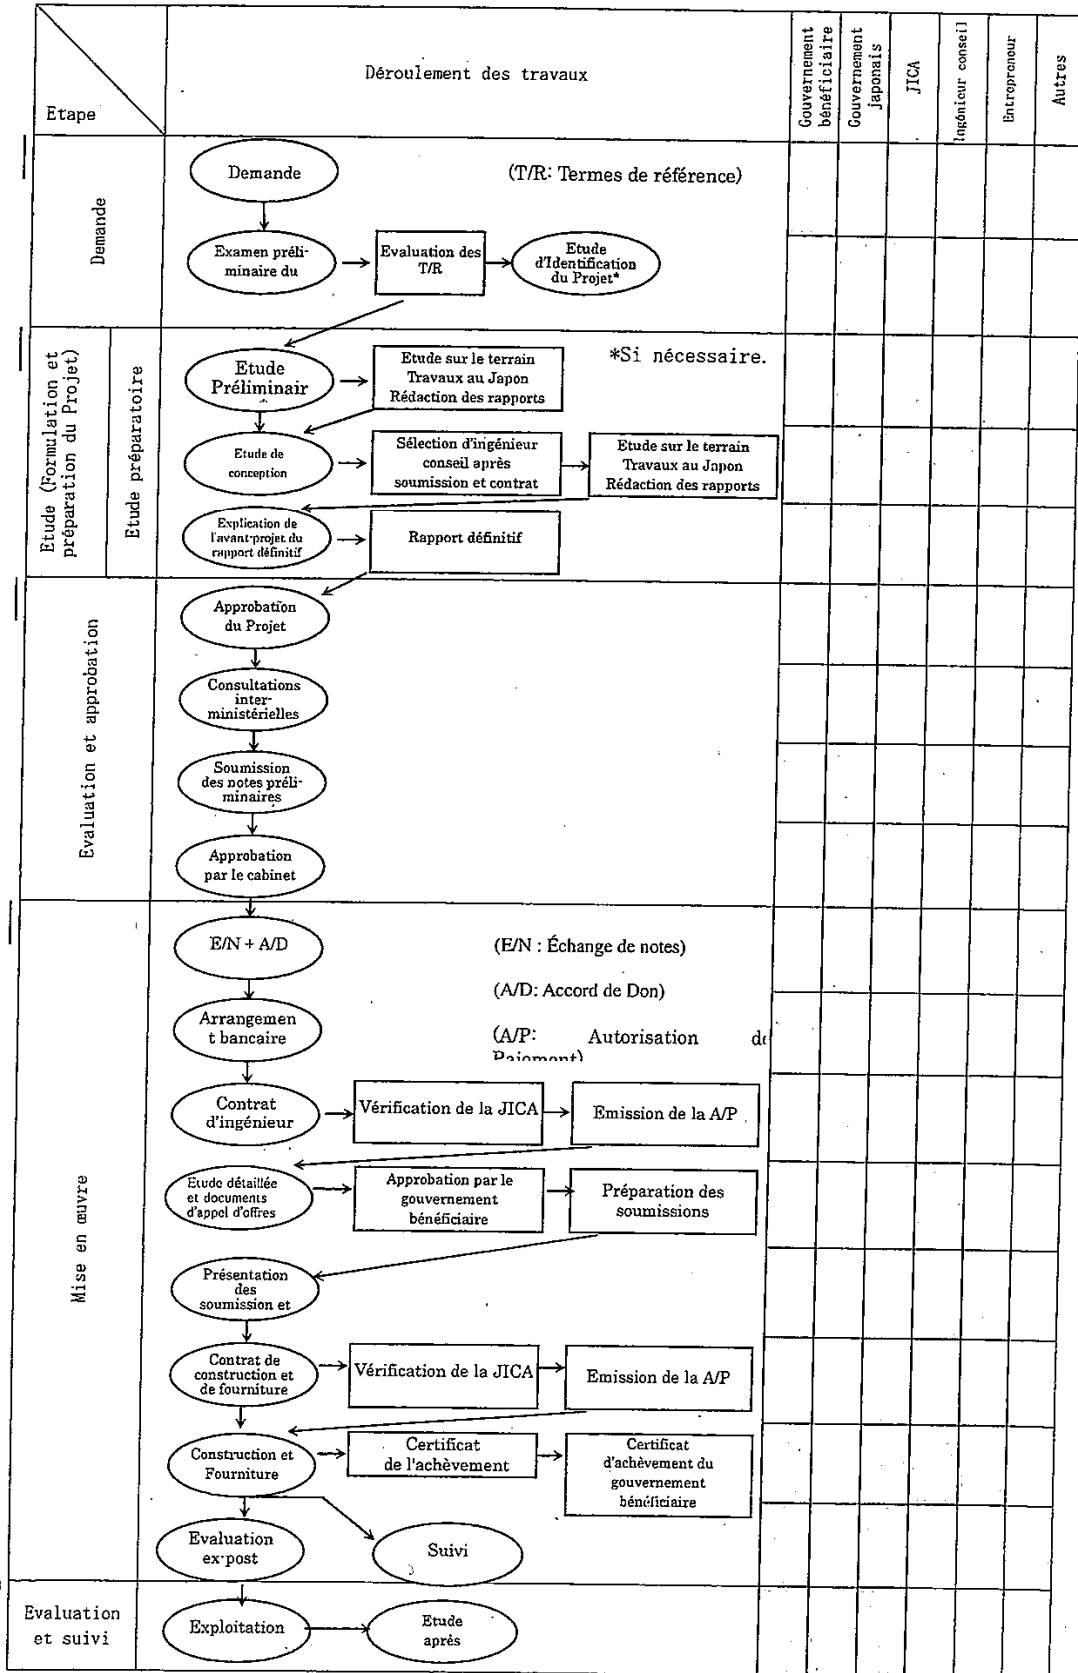 Etape
Déroulement des travaux
Gouvernement
bénéficiaire
Gouvernement
japonais
JICA
Ingénieur conseil
Entrepreneur
Autres
Demande
Demande
(T/R: Termes de référence)
Examen préli-
minaire du
Evaluation des
T/R
Etude
d'Identification
du Projet*
Etude (Formulation et
préparation du Projet)
Etude préparatoire
Etude
Préliminair
Etude sur le terrain
Travaux au Japon
Rédaction des rapports
*Si nécessaire.
Etude de
conception
Sélection d'ingénieur
conseil après
soumission et contrat
Etude sur le terrain
Travaux au Japon
Rédaction des rapports
Explication de
l'avant-projet du
rapport définitif
Rapport définitif
Evaluation et approbation
Approbation
du Projet
Consultations
inter-
ministérielles
Soumission
des notes préli-
minaires
Approbation
par le cabinet
Mise en œuvre
E/N + A/D
(E/N : Échange de notes)
(A/D: Accord de Don)
Arrangemen
t bancaire
(A/P: Autorisation de
Paiement)
Contrat
d'ingénieur
Vérification de la JICA
Emission de la A/P
Etude détaillée
et documents
d'appel d'offres
Approbation par le
gouvernement
bénéficiaire
Préparation des
soumissions
Présentation
des
soumission et
Contrat de
construction et
de fourniture
Vérification de la JICA
Emission de la A/P
Construction et
Fourniture
Certificat
de l'achèvement
Certificat
d'achèvement du
gouvernement
bénéficiaire
Evaluation
ex-post
Suivi
Evaluation
et suivi
Exploitation
Etude
après